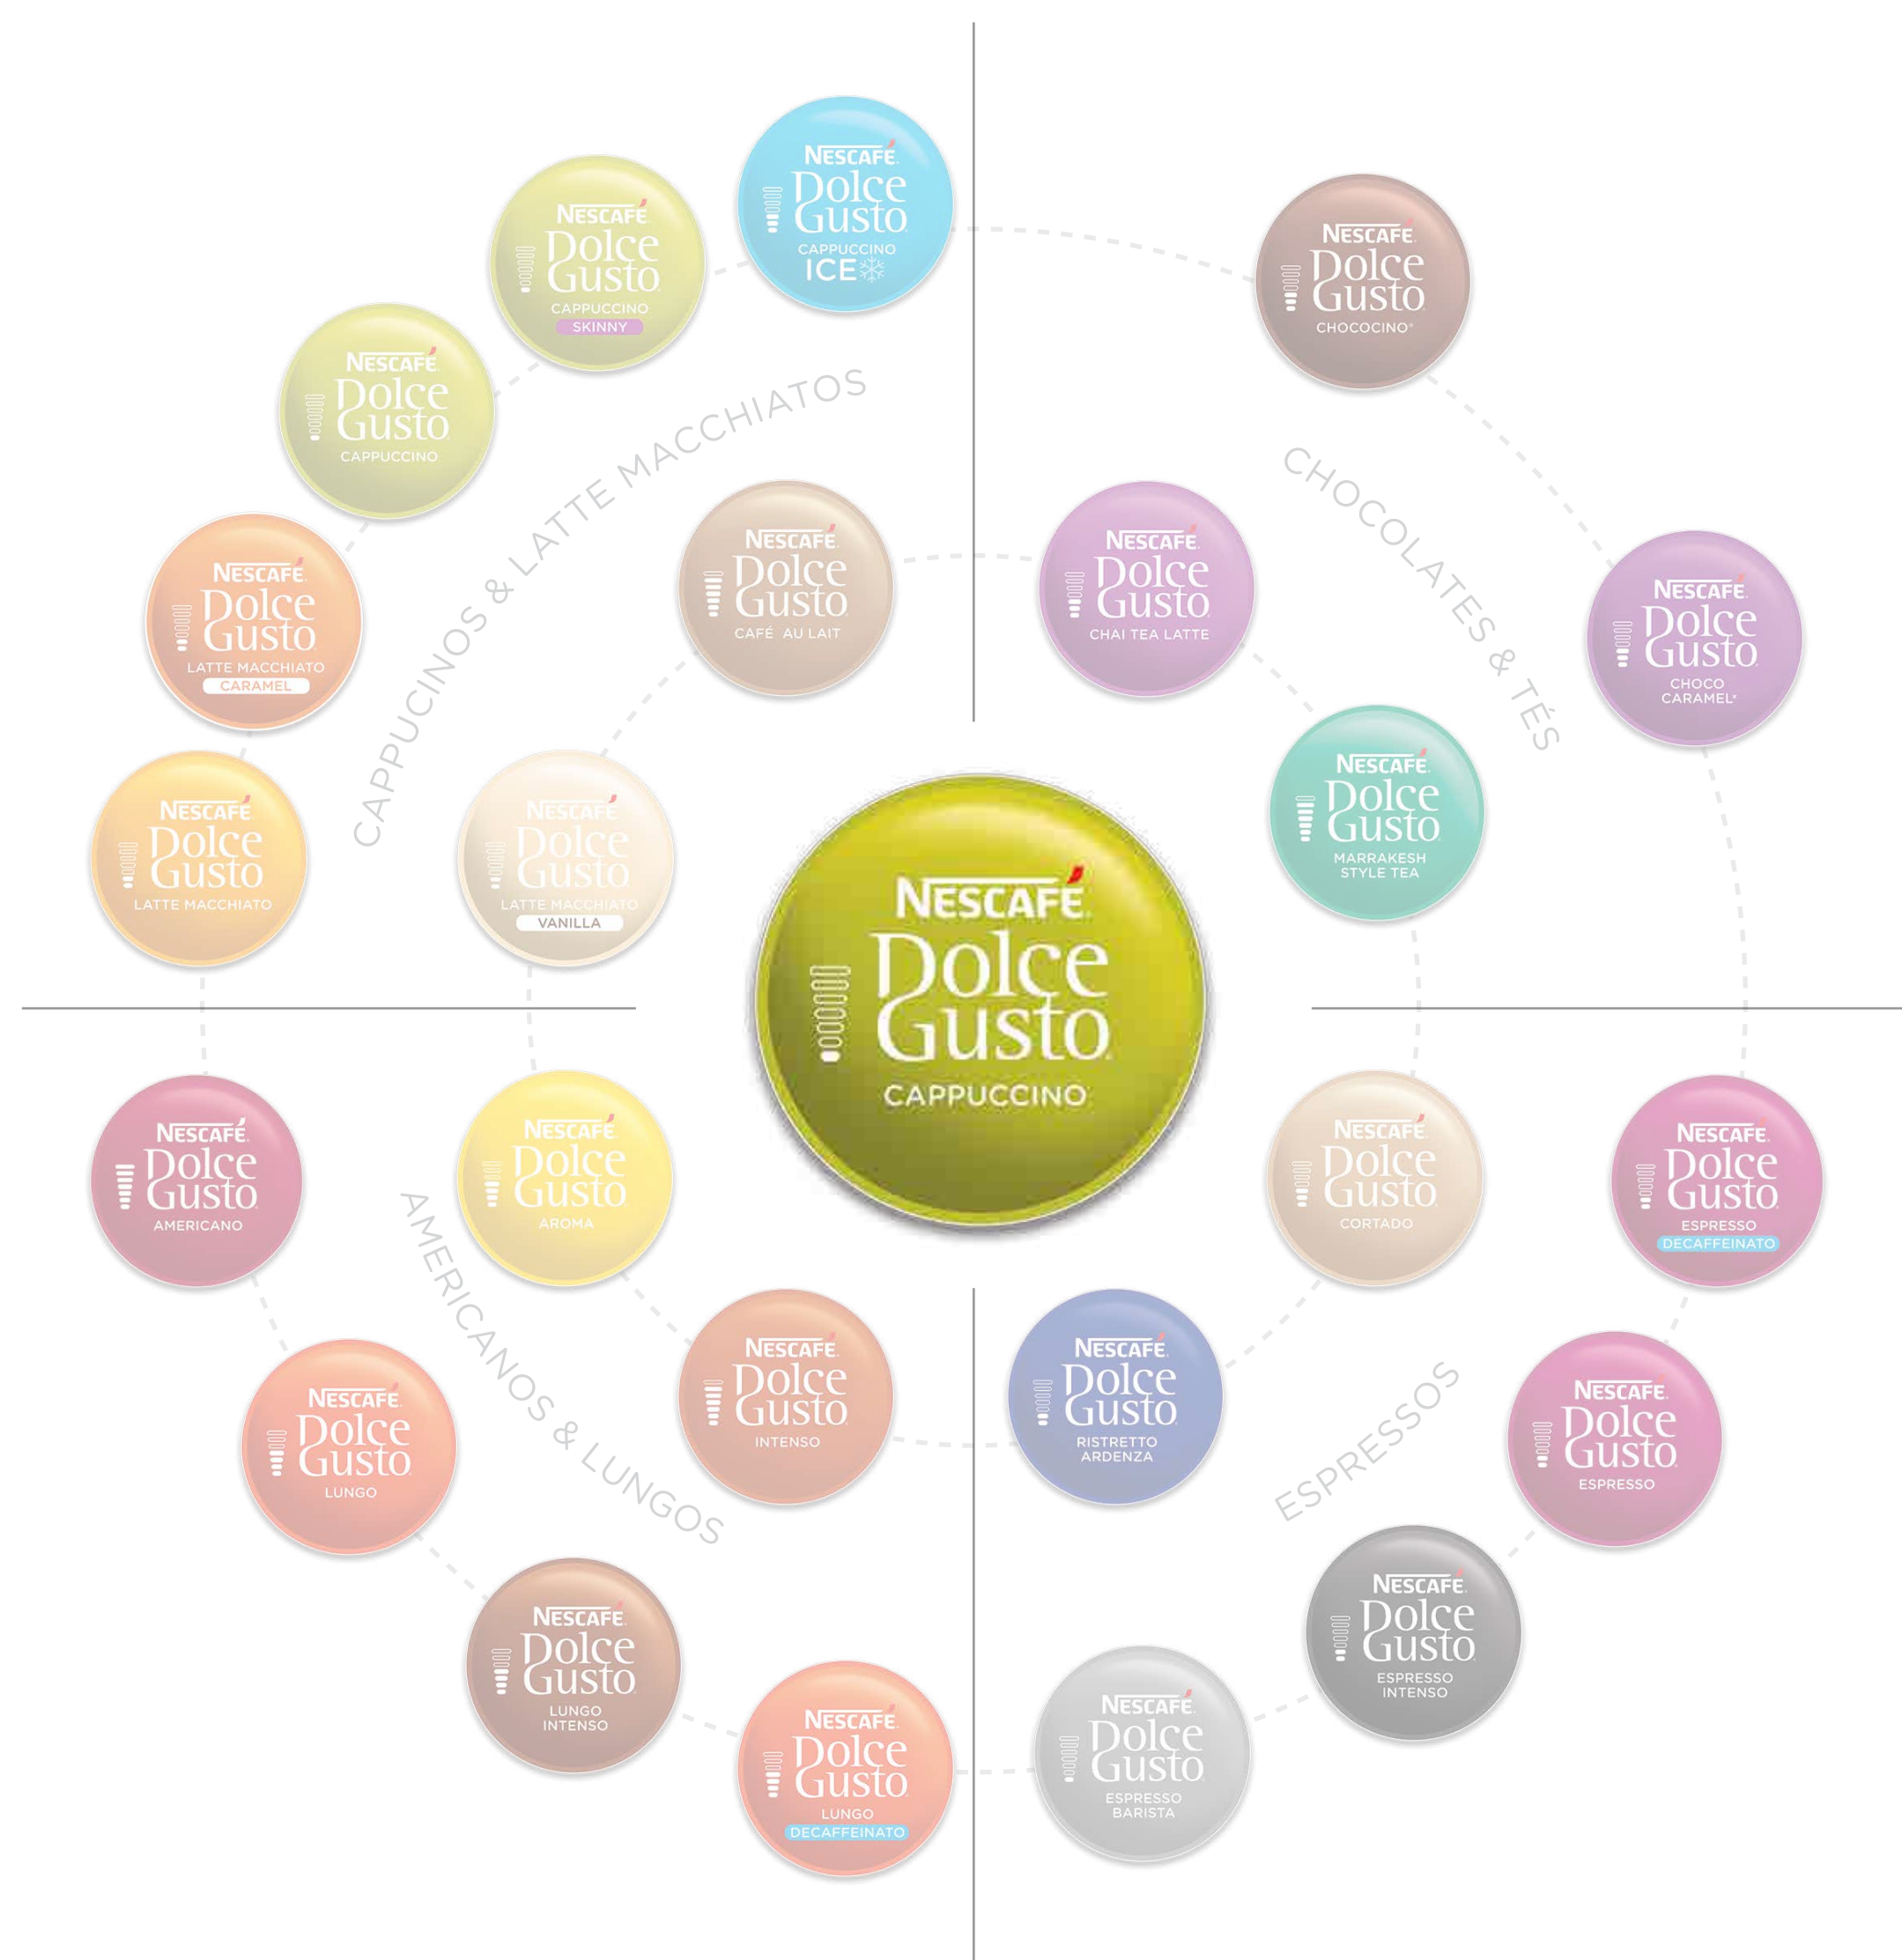 NESCAFÉ
Dolce
Gusto
CAPPUCCINO
ICE
NESCAFÉ
Dolce
Gusto
CAPPUCCINO
SKINNY
NESCAFÉ
Dolce
Gusto
CAPPUCCINO
NESCAFÉ
Dolce
Gusto
LATTE MACCHIATO
CARAMEL
NESCAFÉ
Dolce
Gusto
LATTE MACCHIATO
CAPPUCINOS & LATTE MACCHIATOS
NESCAFÉ
Dolce
Gusto
CAFÉ AU LAIT
NESCAFÉ
Dolce
Gusto
LATTE MACCHIATO
VANILLA
NESCAFÉ
Dolce
Gusto
CHOCOCINO®
NESCAFÉ
Dolce
Gusto
CHOCO
CARAMEL*
CHOCOLATES & TÉS
NESCAFÉ
Dolce
Gusto
CHAI TEA LATTE
NESCAFÉ
Dolce
Gusto
MARRAKESH
STYLE TEA
NESCAFÉ
Dolce
Gusto
CAPPUCCINO
NESCAFÉ
Dolce
Gusto
AMERICANO
NESCAFÉ
Dolce
Gusto
AROMA
NESCAFÉ
Dolce
Gusto
INTENSO
AMERICANOS & LUNGOS
NESCAFÉ
Dolce
Gusto
LUNGO
NESCAFÉ
Dolce
Gusto
LUNGO
INTENSO
NESCAFÉ
Dolce
Gusto
LUNGO
DECAFFEINATO
NESCAFÉ
Dolce
Gusto
CORTADO
NESCAFÉ
Dolce
Gusto
ESPRESSO
DECAFFEINATO
NESCAFÉ
Dolce
Gusto
RISTRETTO
ARDENZA
ESPRESSOS
NESCAFÉ
Dolce
Gusto
ESPRESSO
NESCAFÉ
Dolce
Gusto
ESPRESSO
INTENSO
NESCAFÉ
Dolce
Gusto
ESPRESSO
BARISTA